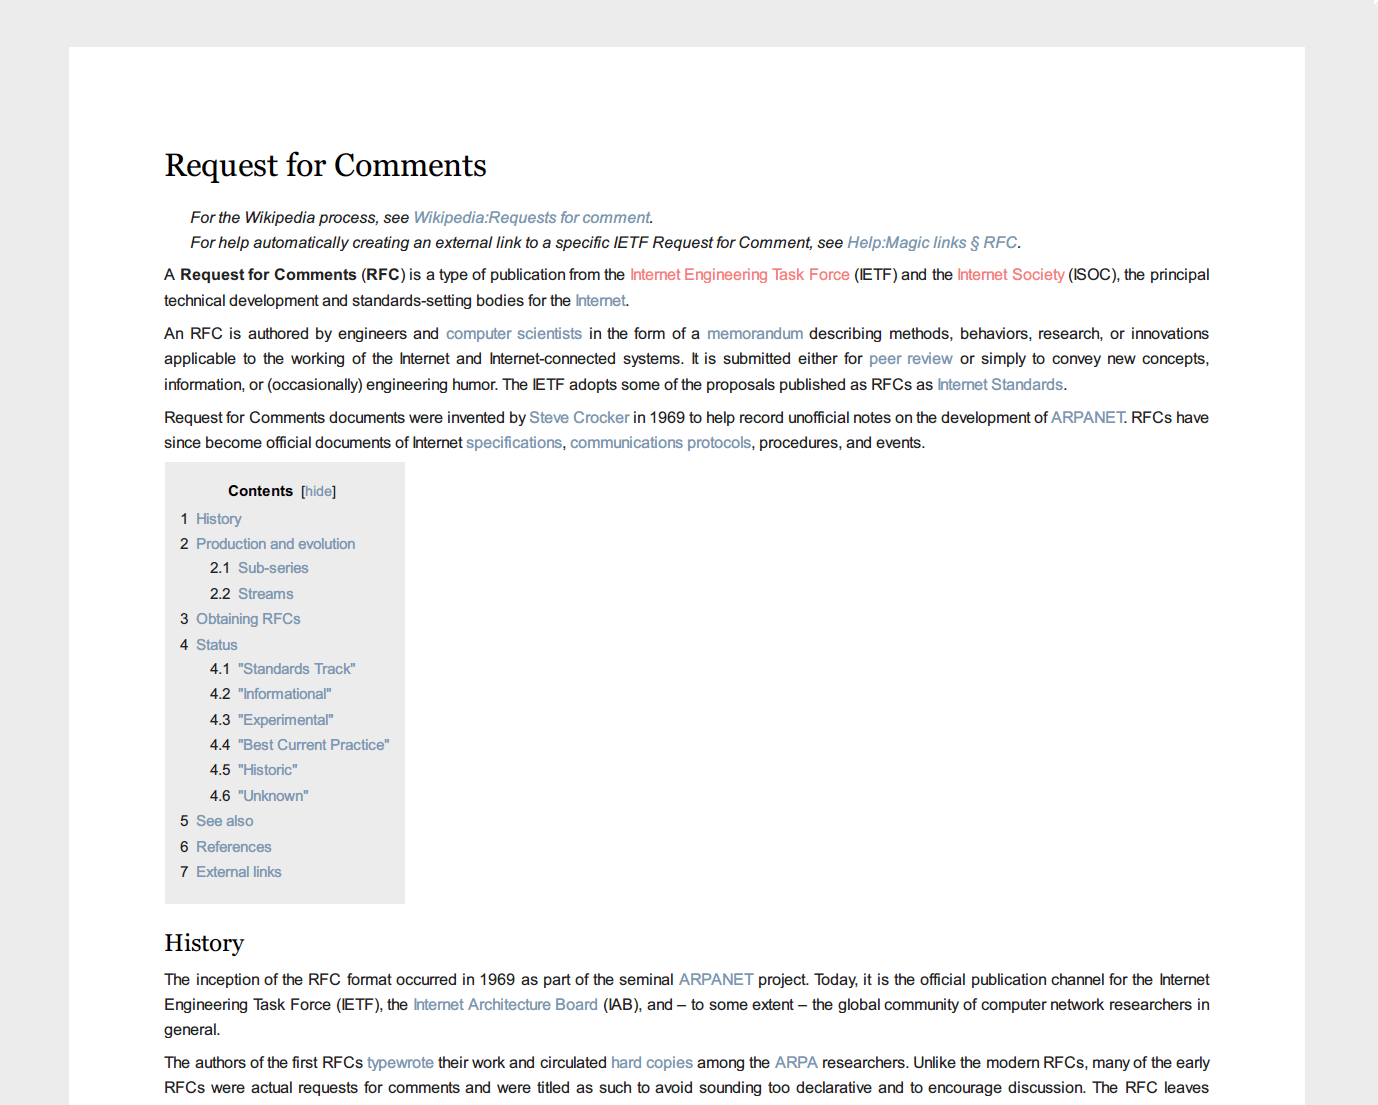 Request for Comments
For the Wikipedia process, see Wikipedia:Requests for comment.
For help automatically creating an external link to a specific IETF Request for Comment, see Help:Magic links § RFC.
A Request for Comments (RFC) is a type of publication from the Internet Engineering Task Force (IETF) and the Internet Society (ISOC), the principal
technical development and standards-setting bodies for the Internet.
An RFC is authored by engineers and computer scientists in the form of a memorandum describing methods, behaviors, research, or innovations
applicable to the working of the Internet and Internet-connected systems. It is submitted either for peer review or simply to convey new concepts,
information, or (occasionally) engineering humor. The IETF adopts some of the proposals published as RFCs as Internet Standards.
Request for Comments documents were invented by Steve Crocker in 1969 to help record unofficial notes on the development of ARPANET. RFCs have
since become official documents of Internet specifications, communications protocols, procedures, and events.
Contents [hide]
1 History
2 Production and evolution
2.1 Sub-series
2.2 Streams
3 Obtaining RFCs
4 Status
4.1 "Standards Track"
4.2 "Informational"
4.3 "Experimental"
4.4 "Best Current Practice"
4.5 "Historic"
4.6 "Unknown"
5 See also
6 References
7 External links
History
The inception of the RFC format occurred in 1969 as part of the seminal ARPANET project. Today, it is the official publication channel for the Internet
Engineering Task Force (IETF), the Internet Architecture Board (IAB), and – to some extent – the global community of computer network researchers in
general.
The authors of the first RFCs typewrote their work and circulated hard copies among the ARPA researchers. Unlike the modern RFCs, many of the early
RFCs were actual requests for comments and were titled as such to avoid sounding too declarative and to encourage discussion. The RFC leaves